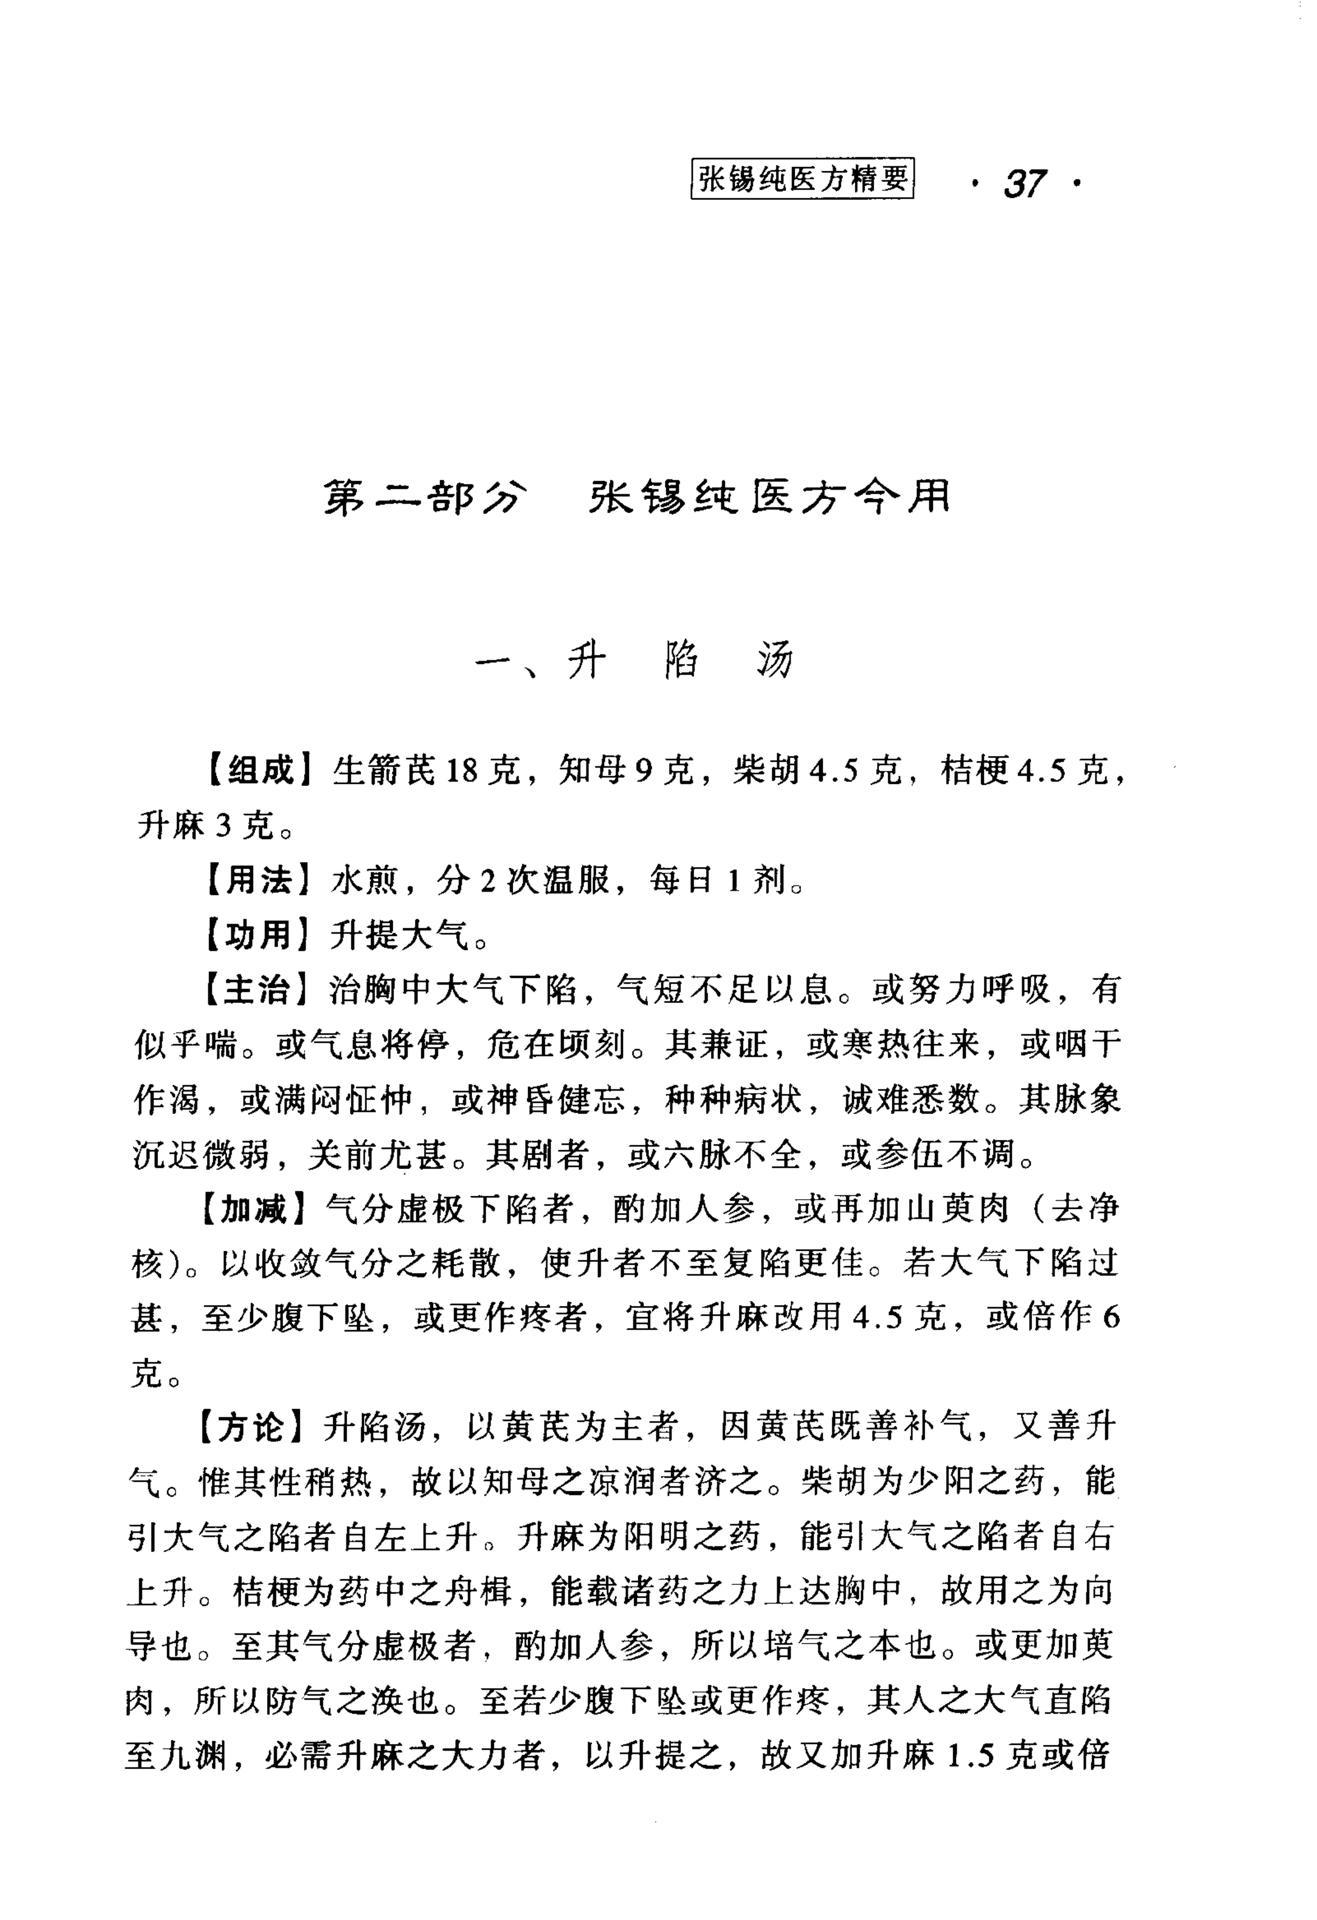 张锡纯医方精要 · 37 ·
第二部分 张锡纯医方今用
一、升 陷 汤
【组成】生箭芪 18 克，知母 9 克，柴胡 4.5 克，桔梗 4.5 克，
升麻 3 克。
【用法】水煎，分 2 次温服，每日 1 剂。
【功用】升提大气。
【主治】治胸中大气下陷，气短不足以息。或努力呼吸，有
似乎喘。或气息将停，危在顷刻。其兼证，或寒热往来，或咽干
作渴，或满闷怔忡，或神昏健忘，种种病状，诚难悉数。其脉象
沉迟微弱，关前尤甚。其剧者，或六脉不全，或参伍不调。
【加减】气分虚极下陷者，酌加人参，或再加山萸肉（去净
核）。以收敛气分之耗散，使升者不至复陷更佳。若大气下陷过
甚，至少腹下坠，或更作疼者，宜将升麻改用 4.5 克，或倍作 6
克。
【方论】升陷汤，以黄芪为主者，因黄芪既善补气，又善升
气。惟其性稍热，故以知母之凉润者济之。柴胡为少阳之药，能
引大气之陷者自左上升。升麻为阳明之药，能引大气之陷者自右
上升。桔梗为药中之舟楫，能载诸药之力上达胸中，故用之为向
导也。至其气分虚极者，酌加人参，所以培气之本也。或更加萸
肉，所以防气之涣也。至若少腹下坠或更作疼，其人之大气直陷
至九渊，必需升麻之大力者，以升提之，故又加升麻 1.5 克或倍